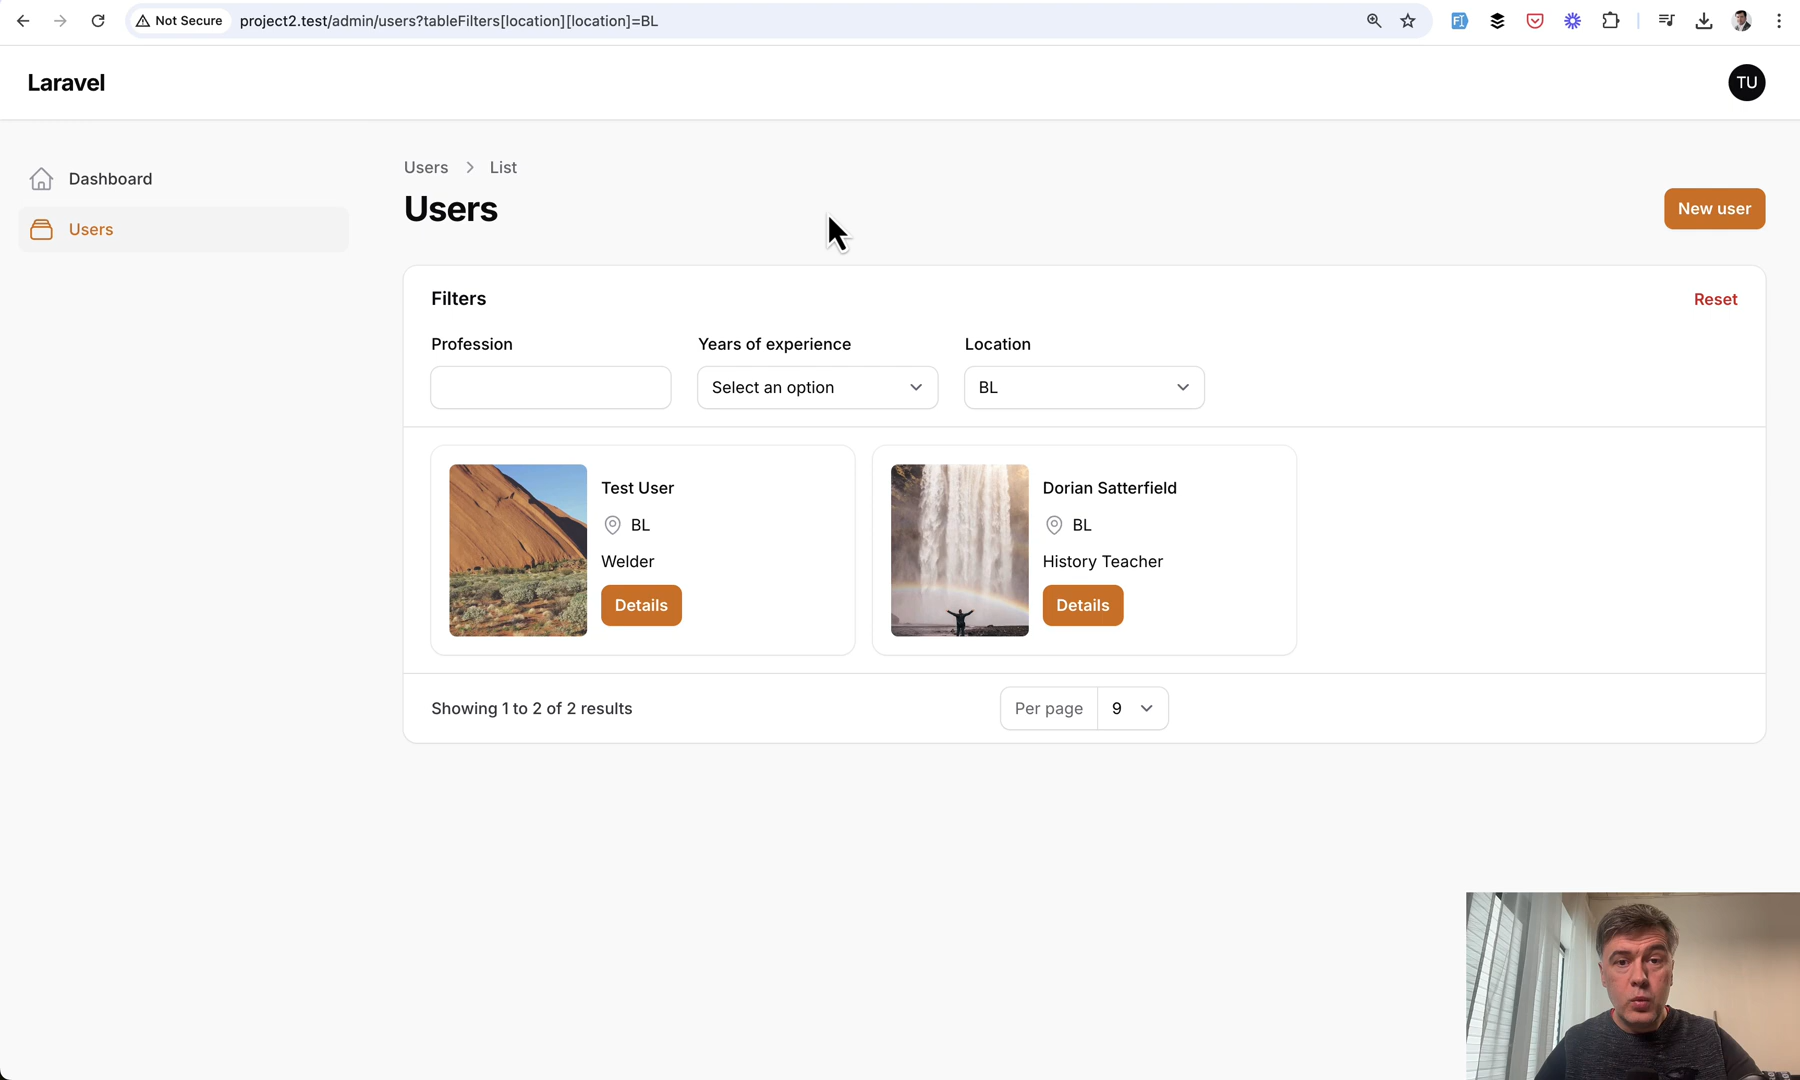 Not Secure project2.test/admin/users?tableFilters[location][location]=BL
Laravel
TU
Dashboard
Users
Users List
Users
New user
Filters
Reset
Profession Years of experience Location
Select an option BL
Test User
BL
Welder
Details
Dorian Satterfield
BL
History Teacher
Details
Showing 1 to 2 of 2 results
Per page 9